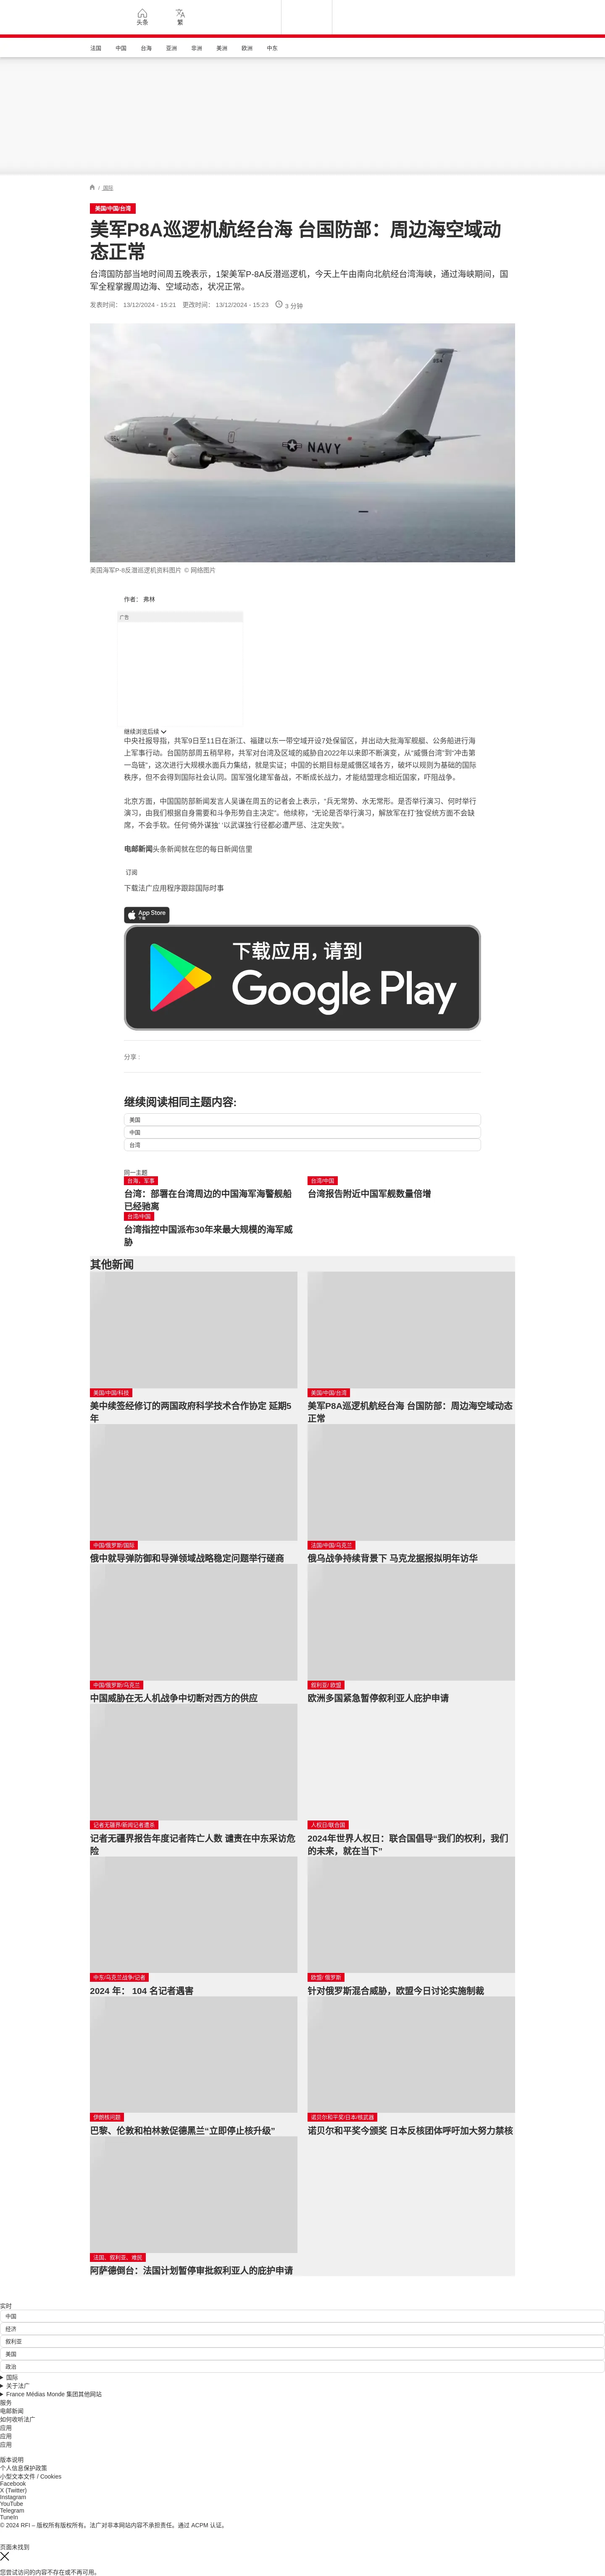 头条
繁
法国 中国 台海 亚洲 非洲 美洲 欧洲 中东
/ 国际
美国/中国/台湾
美军P8A巡逻机航经台海 台国防部：周边海空域动
态正常
台湾国防部当地时间周五晚表示，1架美军P-8A反潜巡逻机，今天上午由南向北航经台湾海峡，通过海峡期间，国
军全程掌握周边海、空域动态，状况正常。
发表时间： 13/12/2024 - 15:21 更改时间： 13/12/2024 - 15:23 3 分钟
NAVY
美国海军P-8反潜巡逻机资料图片 © 网络图片
作者： 弗林
广告
继续浏览后续
中央社报导指，共军9日至11日在浙江、福建以东一带空域开设7处保留区，并出动大批海军舰艇、公务船进行海
上军事行动。台国防部周五稍早称，共军对台湾及区域的威胁自2022年以来即不断演变，从“威慑台湾”到“冲击第
一岛链”，这次进行大规模水面兵力集结，就是实证；中国的长期目标是威慑区域各方，破坏以规则为基础的国际
秩序，但不会得到国际社会认同。国军强化建军备战，不断成长战力，才能结盟理念相近国家，吓阻战争。
北京方面，中国国防部新闻发言人吴谦在周五的记者会上表示，“兵无常势、水无常形。是否举行演习、何时举行
演习，由我们根据自身需要和斗争形势自主决定”。他续称，“无论是否举行演习，解放军在打‘独’促统方面不会缺
席，不会手软。任何‘倚外谋独’ ‘以武谋独’行径都必遭严惩、注定失败”。
电邮新闻头条新闻就在您的每日新闻信里
订阅
下载法广应用程序跟踪国际时事
App Store
下载
下载应用，请到
Google Play
分享 :
继续阅读相同主题内容:
美国
中国
台湾
同一主题
台海、军事
台湾：部署在台湾周边的中国海军海警舰船
已经驰离
台湾/中国
台湾报告附近中国军舰数量倍增
台湾/中国
台湾指控中国派布30年来最大规模的海军威
胁
其他新闻
美国/中国/科技
美中续签经修订的两国政府科学技术合作协定 延期5
年
美国/中国/台湾
美军P8A巡逻机航经台海 台国防部：周边海空域动态
正常
中国/俄罗斯/国际
俄中就导弹防御和导弹领域战略稳定问题举行磋商
法国/中国/乌克兰
俄乌战争持续背景下 马克龙据报拟明年访华
中国/俄罗斯/乌克兰
中国威胁在无人机战争中切断对西方的供应
叙利亚/ 欧盟
欧洲多国紧急暂停叙利亚人庇护申请
记者无疆界/新闻记者遭杀
记者无疆界报告年度记者阵亡人数 谴责在中东采访危
险
人权日/联合国
2024年世界人权日：联合国倡导“我们的权利，我们
的未来，就在当下”
中东/乌克兰战争/记者
2024 年： 104 名记者遇害
欧盟/ 俄罗斯
针对俄罗斯混合威胁，欧盟今日讨论实施制裁
伊朗核问题
巴黎、伦敦和柏林敦促德黑兰“立即停止核升级”
诺贝尔和平奖/日本/核武器
诺贝尔和平奖今颁奖 日本反核团体呼吁加大努力禁核
法国、叙利亚、难民
阿萨德倒台：法国计划暂停审批叙利亚人的庇护申请
实时
中国
经济
叙利亚
美国
政治
国际
关于法广
France Médias Monde 集团其他网站
服务
电邮新闻
如何收听法广
应用
应用
应用
版本说明
个人信息保护政策
小型文本文件 / Cookies
Facebook
X (Twitter)
Instagram
YouTube
Telegram
TuneIn
© 2024 RFI – 版权所有版权所有。法广对非本网站内容不承担责任。通过 ACPM 认证。
页面未找到
您尝试访问的内容不存在或不再可用。